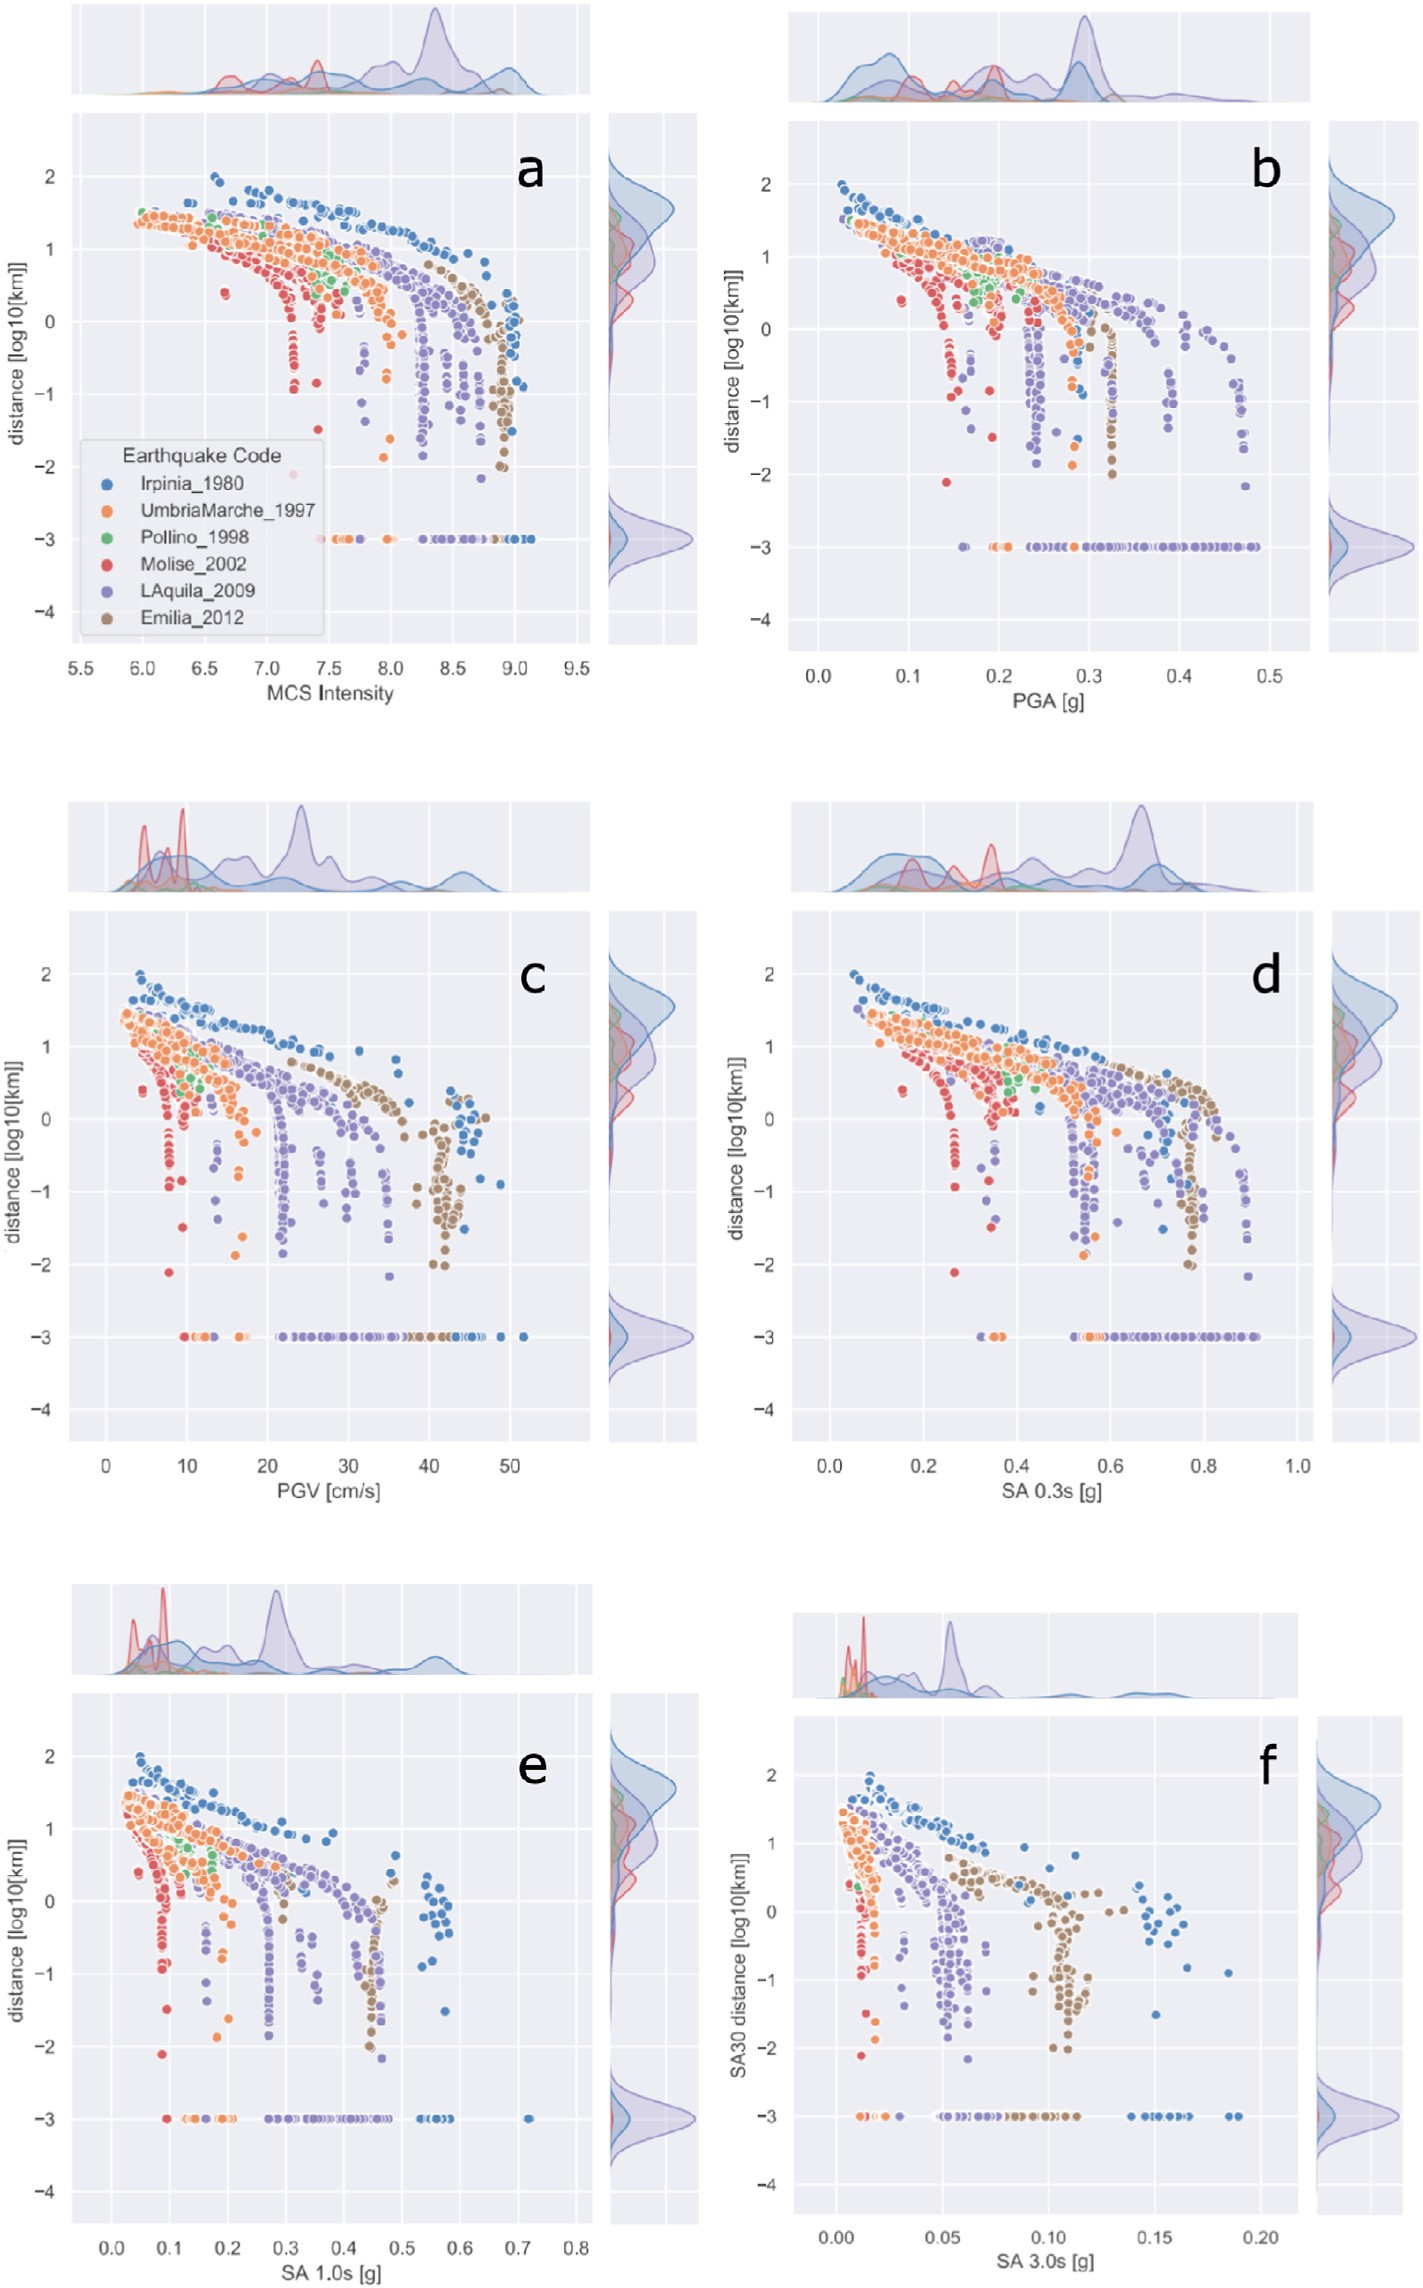 a
2
1
0
−1
−2
−3
−4
distance [log10[km]]
Earthquake Code
Irpinia_1980
UmbriaMarche_1997
Pollino_1998
Molise_2002
LAquila_2009
Emilia_2012
5.5 6.0 6.5 7.0 7.5 8.0 8.5 9.0 9.5
MCS Intensity
b
2
1
0
−1
−2
−3
−4
distance [log10[km]]
0.0 0.1 0.2 0.3 0.4 0.5
PGA [g]
c
2
1
0
−1
−2
−3
−4
distance [log10[km]]
0 10 20 30 40 50
PGV [cm/s]
d
2
1
0
−1
−2
−3
−4
distance [log10[km]]
0.0 0.2 0.4 0.6 0.8 1.0
SA 0.3s [g]
e
2
1
0
−1
−2
−3
−4
distance [log10[km]]
0.0 0.1 0.2 0.3 0.4 0.5 0.6 0.7 0.8
SA 1.0s [g]
f
2
1
0
−1
−2
−3
−4
SA30 distance [log10[km]]
0.00 0.05 0.10 0.15 0.20
SA 3.0s [g]